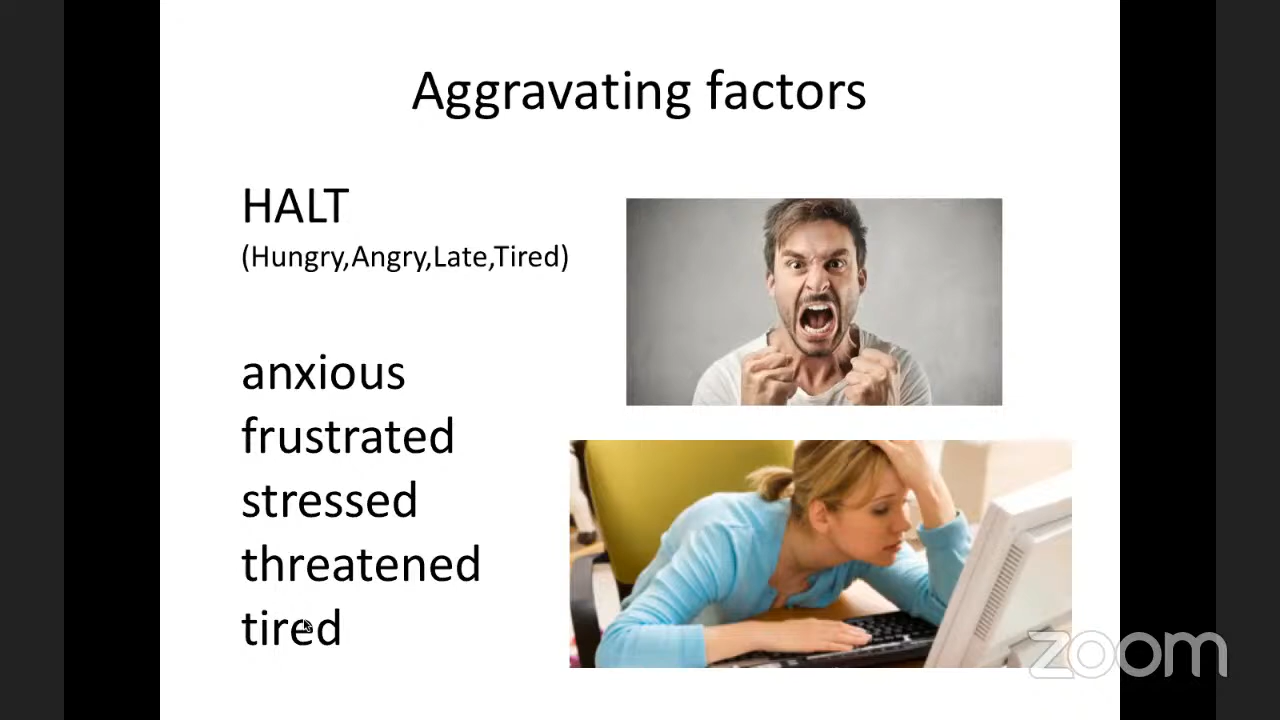 Aggravating factors
HALT
(Hungry,Angry,Late,Tired)
anxious
frustrated
stressed
threatened
tired
zoom